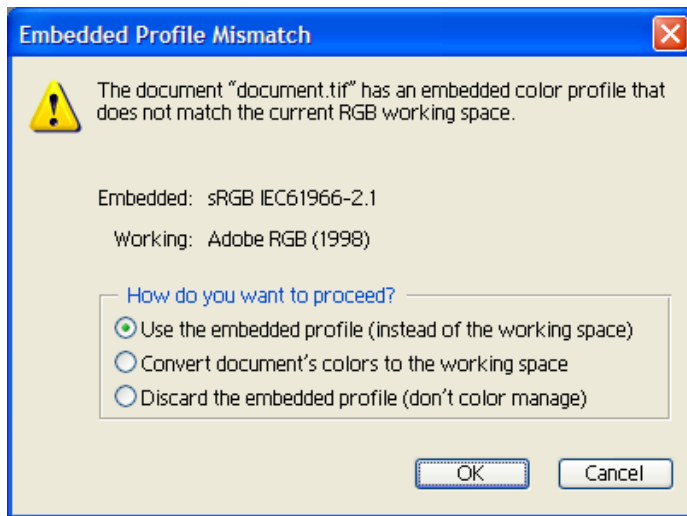 Embedded Profile Mismatch
The document “document.tif” has an embedded color profile that
does not match the current RGB working space.
Embedded: sRGB IEC61966-2.1
Working: Adobe RGB (1998)
How do you want to proceed?
Use the embedded profile (instead of the working space)
Convert document's colors to the working space
Discard the embedded profile (don't color manage)
OK Cancel